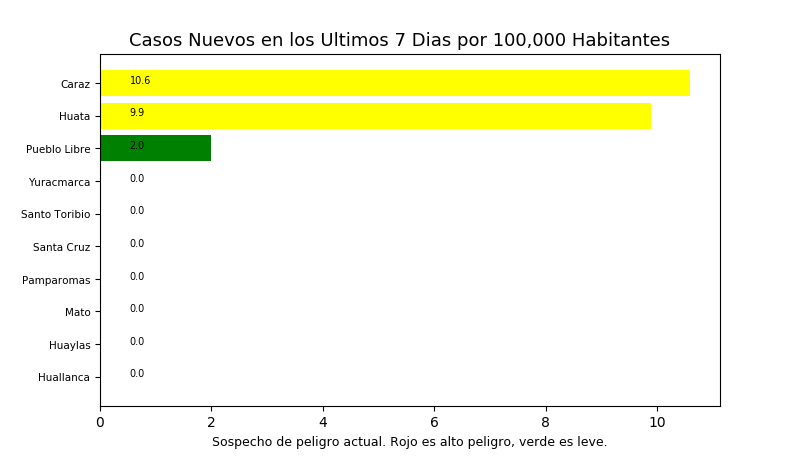 Casos Nuevos en los Ultimos 7 Dias por 100,000 Habitantes
Caraz 10.6
Huata 9.9
Pueblo Libre 2.0
Yuracmarca 0.0
Santo Toribio 0.0
Santa Cruz 0.0
Pamparomas 0.0
Mato 0.0
Huaylas 0.0
Huallanca 0.0
0 2 4 6 8 10
Sospecho de peligro actual. Rojo es alto peligro, verde es leve.